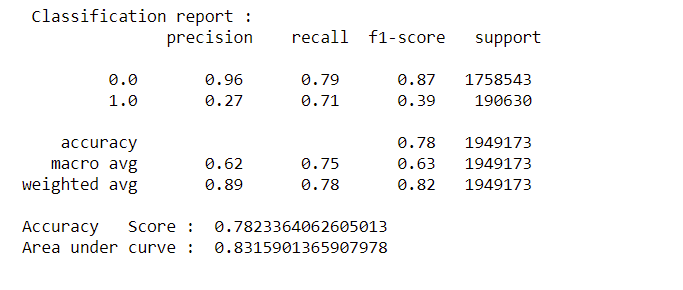 Classification report :
precision recall f1-score support
0.0 0.96 0.79 0.87 1758543
1.0 0.27 0.71 0.39 190630
accuracy 0.78 1949173
macro avg 0.62 0.75 0.63 1949173
weighted avg 0.89 0.78 0.82 1949173
Accuracy Score : 0.7823364062605013
Area under curve : 0.8315901365907978